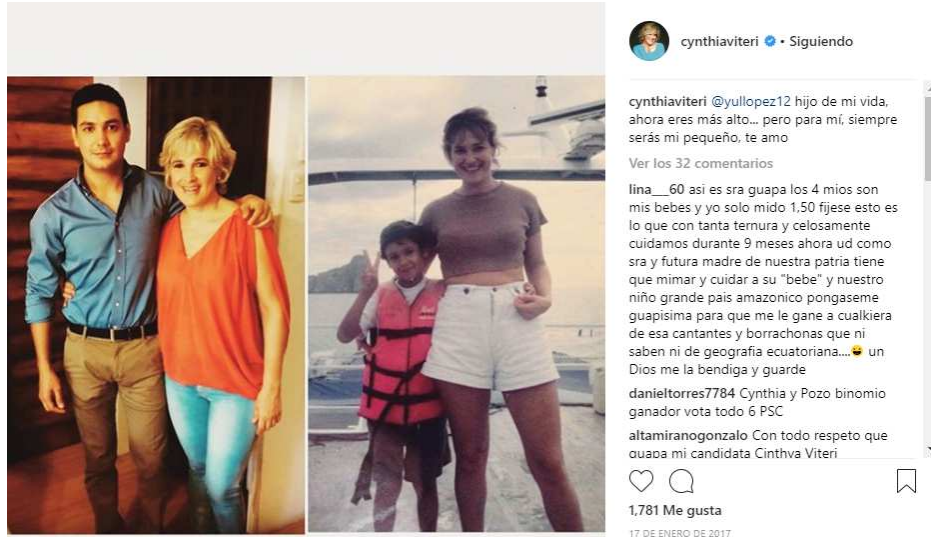 cynthiaviteri • Siguiendo
cynthiaviteri @yullopez12 hijo de mi vida,
ahora eres más alto... pero para mí, siempre
serás mi pequeño, te amo
Ver los 32 comentarios
lina___60 asi es sra guapa los 4 mios son
mis bebes y yo solo mido 1,50 fijese esto es
lo que con tanta ternura y celosamente
cuidamos durante 9 meses ahora ud como
sra y futura madre de nuestra patria tiene
que mimar y cuidar a su "bebe" y nuestro
niño grande pais amazonico pongaseme
guapisima para que me le gane a cualkiera
de esa cantantes y borrachonas que ni
saben ni de geografia ecuatoriana....😄 un
Dios me la bendiga y guarde
danieltorres7784 Cynthia y Pozo binomio
ganador vota todo 6 PSC
altamiranogonzalo Con todo respeto que
guapa mi candidata Cinthya Viteri
1,781 Me gusta
17 DE ENERO DE 2017